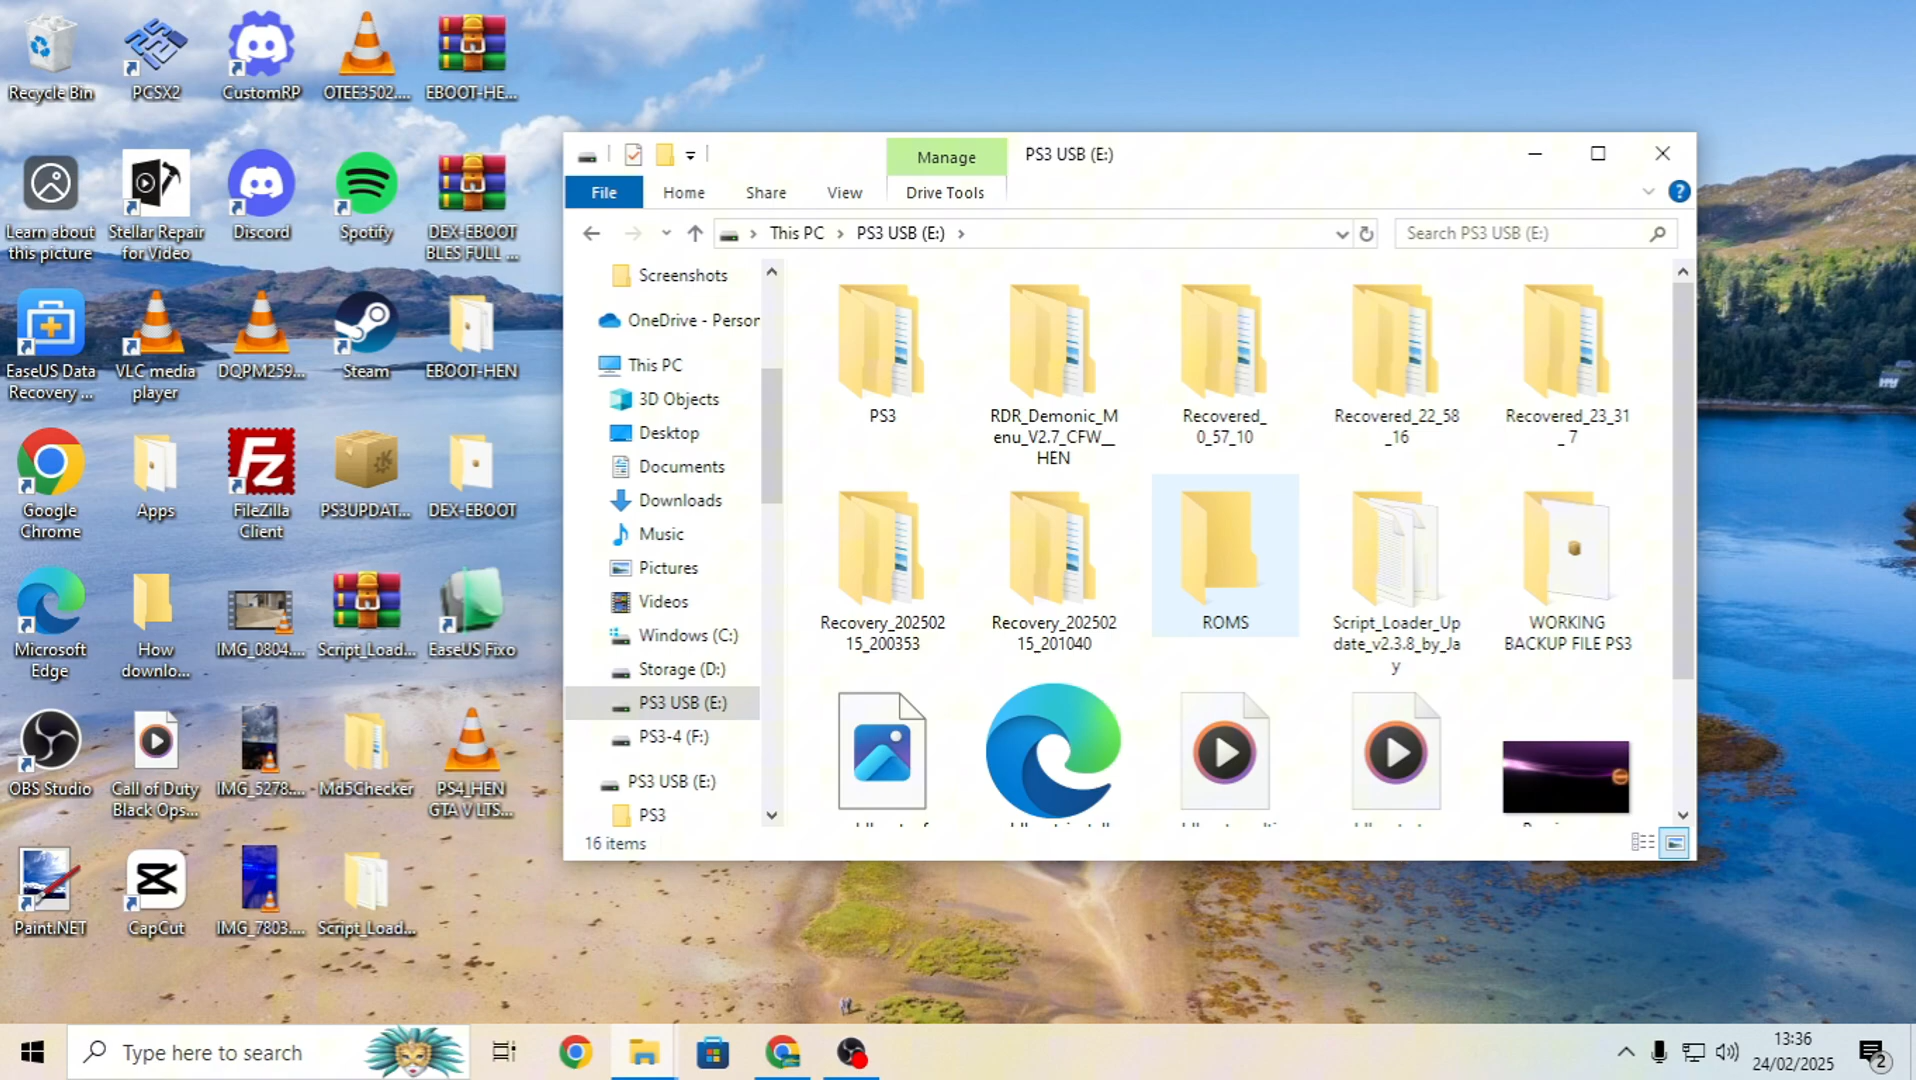 Recycle Bin
PCSX2
CustomRP
OTEE3502....
EBOOT-HE...
Learn about
this picture
Stellar Repair
for Video
Discord
Spotify
DEX-EBOOT
BLES FULL ...
EaseUS Data
Recovery ...
VLC media
player
DQPM259...
Steam
EBOOT-HEN
Google
Chrome
Apps
FileZilla
Client
PS3UPDAT...
DEX-EBOOT
Microsoft
Edge
How
downlo...
IMG_0804....
Script_Load...
EaseUS Fixo
OBS Studio
Call of Duty
Black Ops...
IMG_5278....
Md5Checker
PS4_HEN
GTA V LTS...
Paint.NET
CapCut
IMG_7803....
Script_Load...
Manage
PS3 USB (E:)
File
Home
Share
View
Drive Tools
This PC
PS3 USB (E:)
Search PS3 USB (E:)
Screenshots
OneDrive - Person
This PC
3D Objects
Desktop
Documents
Downloads
Music
Pictures
Videos
Windows (C:)
Storage (D:)
PS3 USB (E:)
PS3-4 (F:)
PS3 USB (E:)
PS3
PS3
RDR_Demonic_M
enu_V2.7_CFW__
HEN
Recovered_
0_57_10
Recovered_22_58
_16
Recovered_23_31
_7
Recovery_202502
15_200353
Recovery_202502
15_201040
ROMS
Script_Loader_Up
date_v2.3.8_by_Ja
y
WORKING
BACKUP FILE PS3
16 items
Type here to search
13:36
24/02/2025
2